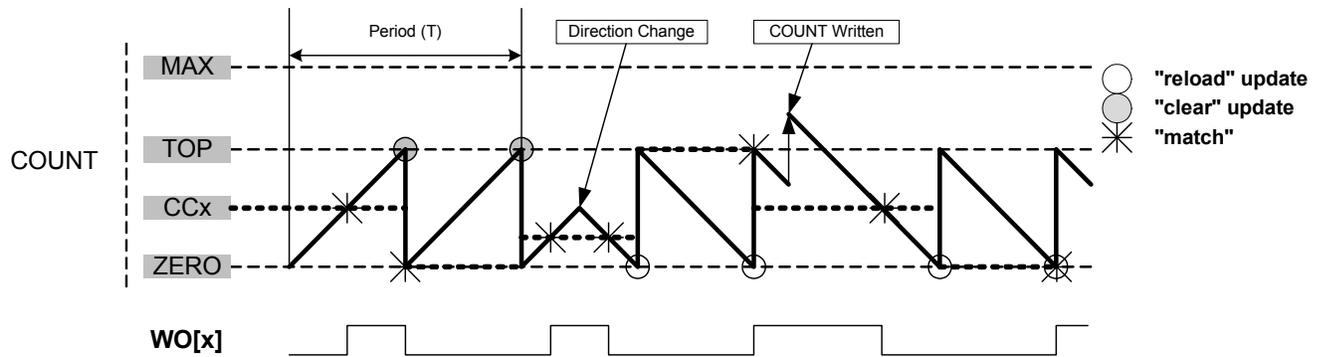 Period (T)
Direction Change
COUNT Written
MAX
"reload" update
"clear" update
"match"
TOP
COUNT
CCx
ZERO
WO[x]